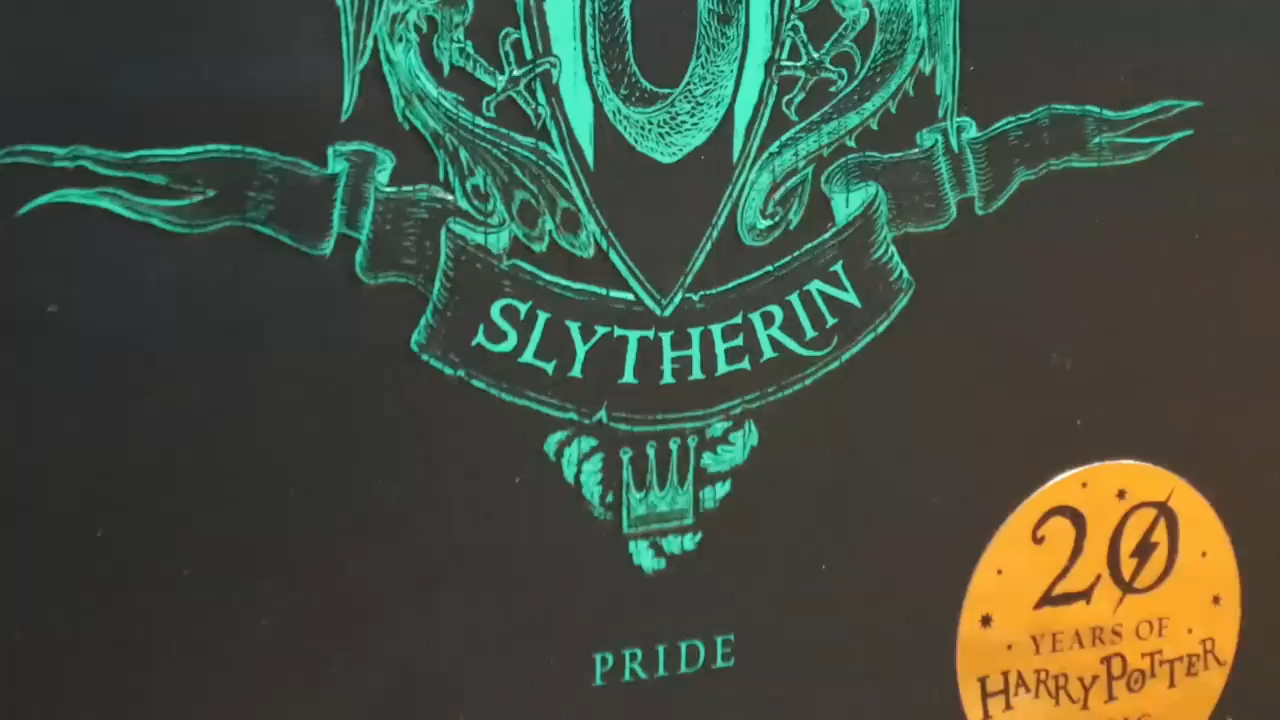 SLYTHERIN
PRIDE
20
YEARS OF
HARRY POTTER